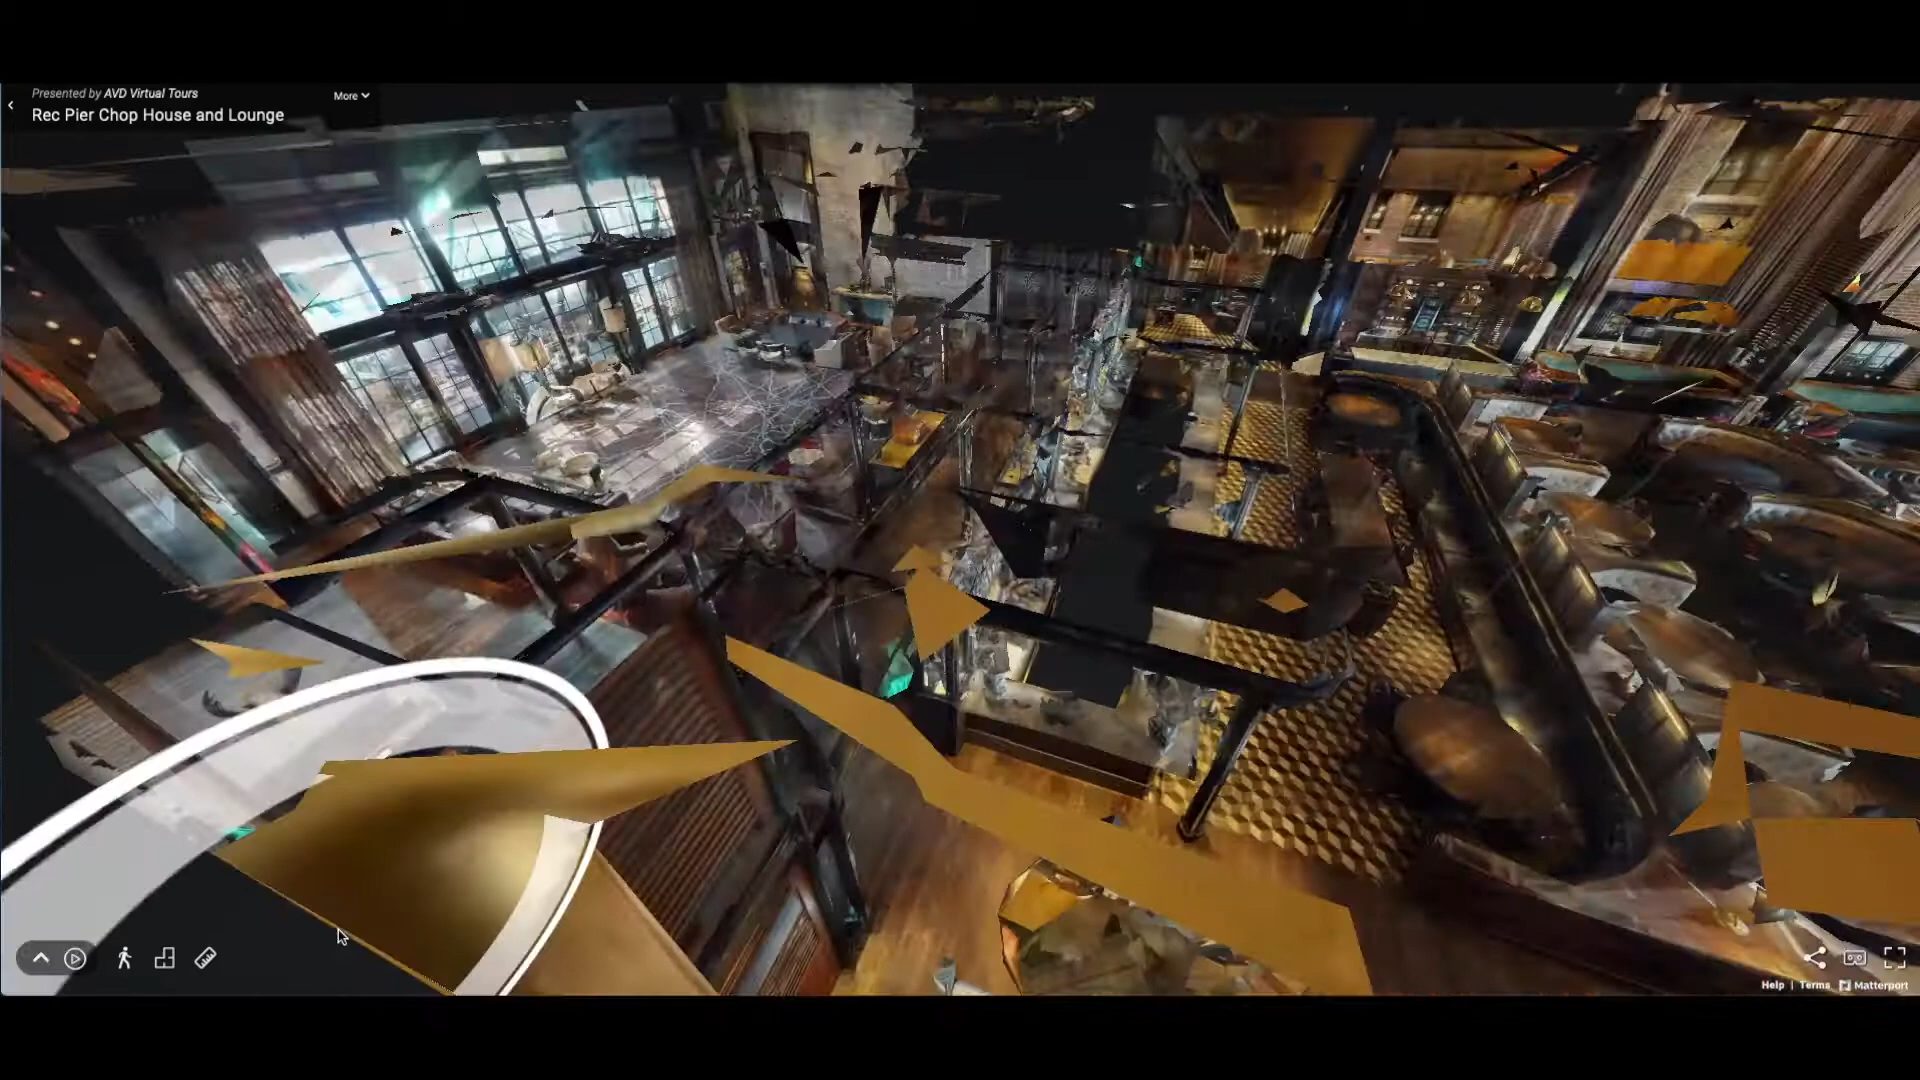 Presented by AVD Virtual Tours
More
Rec Pier Chop House and Lounge
Help | Terms Matterport